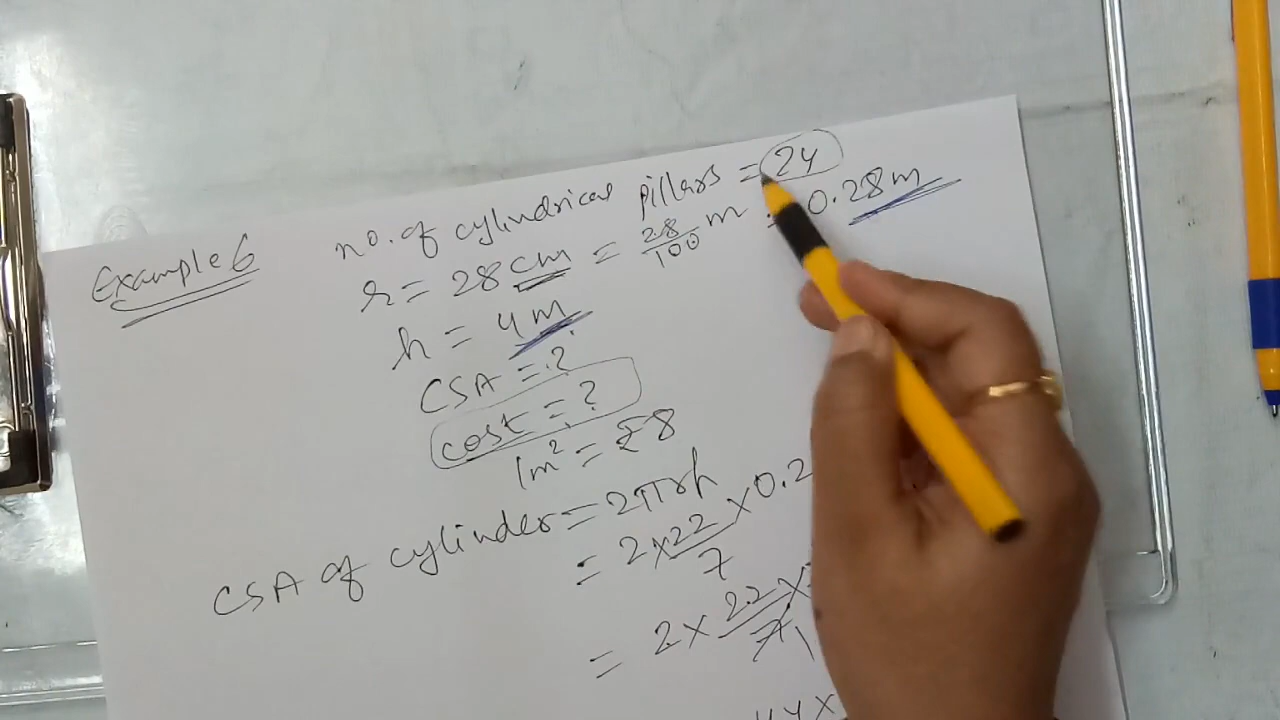 Example 6
no. of cylindrical pillars = 24
r = 28 cm = 28/100 m = 0.28 m
h = 4 m
CSA = ?
cost = ?
1m² = ₹8
CSA of cylinder = 2πrh
= 2 × 22/7 × 0.2
= 2 × 22/7 ×
44 ×